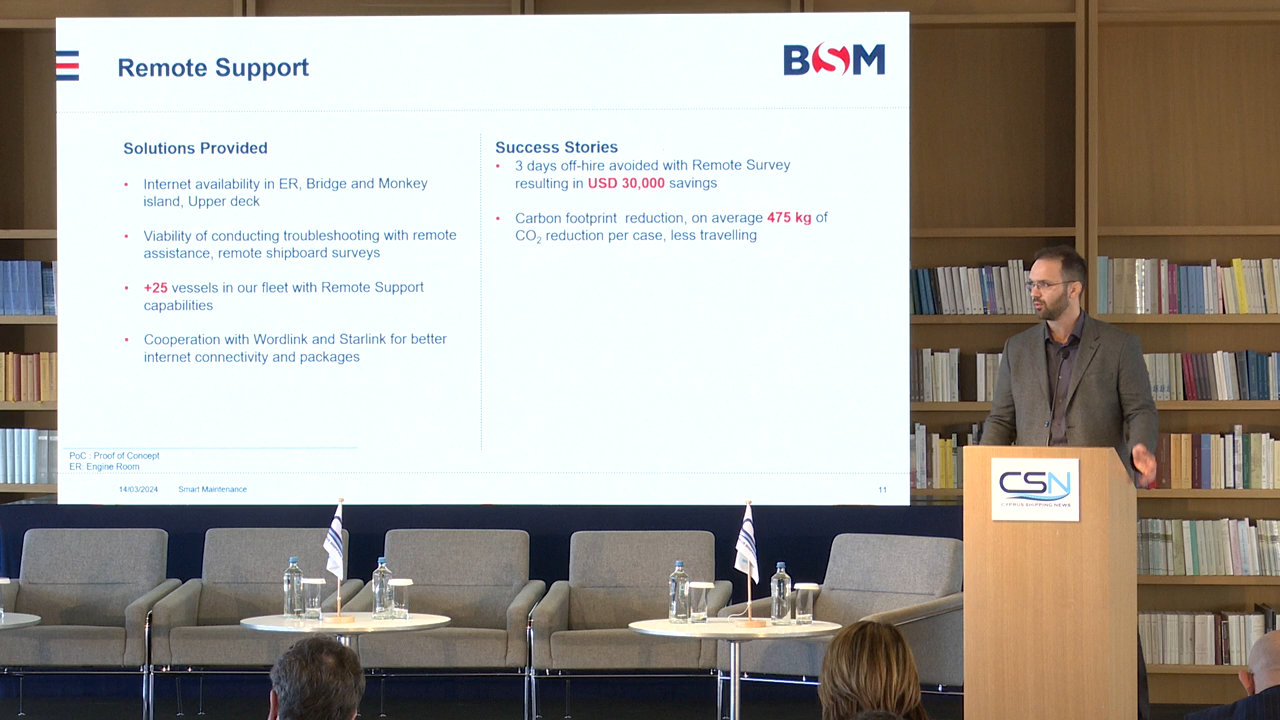 Remote Support
BSM
Solutions Provided
• Internet availability in ER, Bridge and Monkey
island, Upper deck
• Viability of conducting troubleshooting with remote
assistance, remote shipboard surveys
• +25 vessels in our fleet with Remote Support
capabilities
• Cooperation with Wordlink and Starlink for better
internet connectivity and packages
Success Stories
• 3 days off-hire avoided with Remote Survey
resulting in USD 30,000 savings
• Carbon footprint reduction, on average 475 kg of
CO2 reduction per case, less travelling
PoC : Proof of Concept
ER: Engine Room
14/03/2024 Smart Maintenance 11
CSN
CYPRUS SHIPPING NEWS